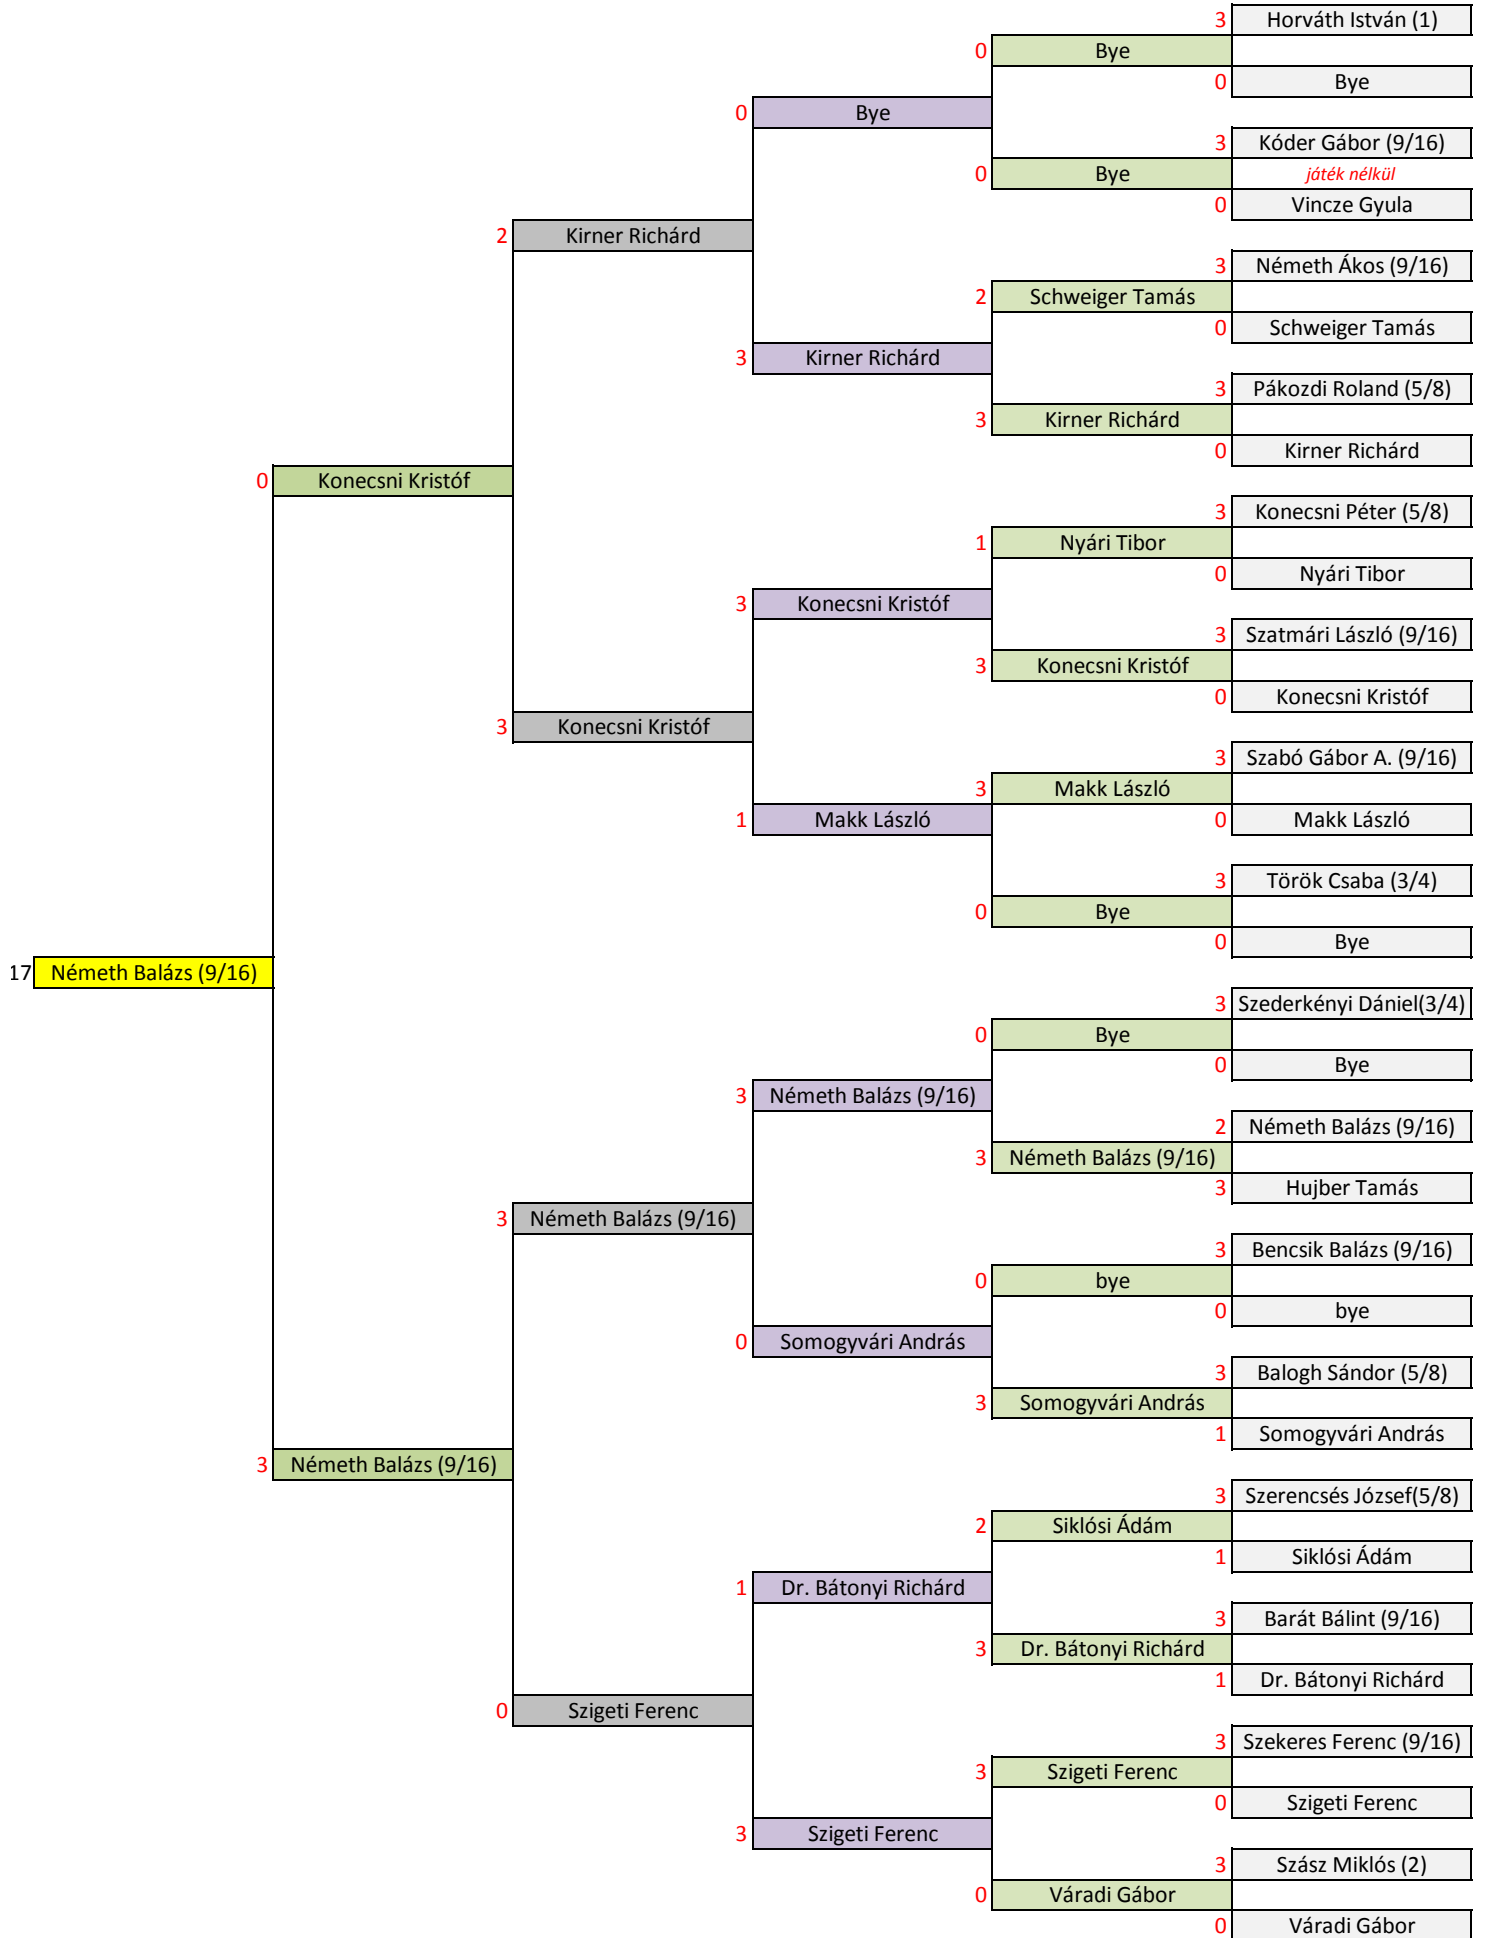 3 Horváth István (1)
0 Bye
0 Bye
0 Bye
3 Kóder Gábor (9/16)
0 Bye játék nélkül
0 Vincze Gyula
2 Kirner Richárd
3 Németh Ákos (9/16)
2 Schweiger Tamás
0 Schweiger Tamás
3 Kirner Richárd
3 Pákozdi Roland (5/8)
3 Kirner Richárd
0 Kirner Richárd
0 Konecsni Kristóf
3 Konecsni Péter (5/8)
1 Nyári Tibor
0 Nyári Tibor
3 Konecsni Kristóf
3 Szatmári László (9/16)
3 Konecsni Kristóf
0 Konecsni Kristóf
3 Konecsni Kristóf
3 Szabó Gábor A. (9/16)
3 Makk László
1 Makk László
0 Makk László
3 Török Csaba (3/4)
0 Bye
0 Bye
17 Németh Balázs (9/16)
3 Szederkényi Dániel(3/4)
0 Bye
0 Bye
3 Németh Balázs (9/16)
2 Németh Balázs (9/16)
3 Németh Balázs (9/16)
3 Hujber Tamás
3 Németh Balázs (9/16)
3 Bencsik Balázs (9/16)
0 bye
0 bye
0 Somogyvári András
3 Balogh Sándor (5/8)
3 Somogyvári András
1 Somogyvári András
3 Németh Balázs (9/16)
3 Szerencsés József(5/8)
2 Siklósi Ádám
1 Siklósi Ádám
1 Dr. Bátonyi Richárd
3 Barát Bálint (9/16)
3 Dr. Bátonyi Richárd
1 Dr. Bátonyi Richárd
0 Szigeti Ferenc
3 Szekeres Ferenc (9/16)
3 Szigeti Ferenc
0 Szigeti Ferenc
3 Szigeti Ferenc
3 Szász Miklós (2)
0 Váradi Gábor
0 Váradi Gábor